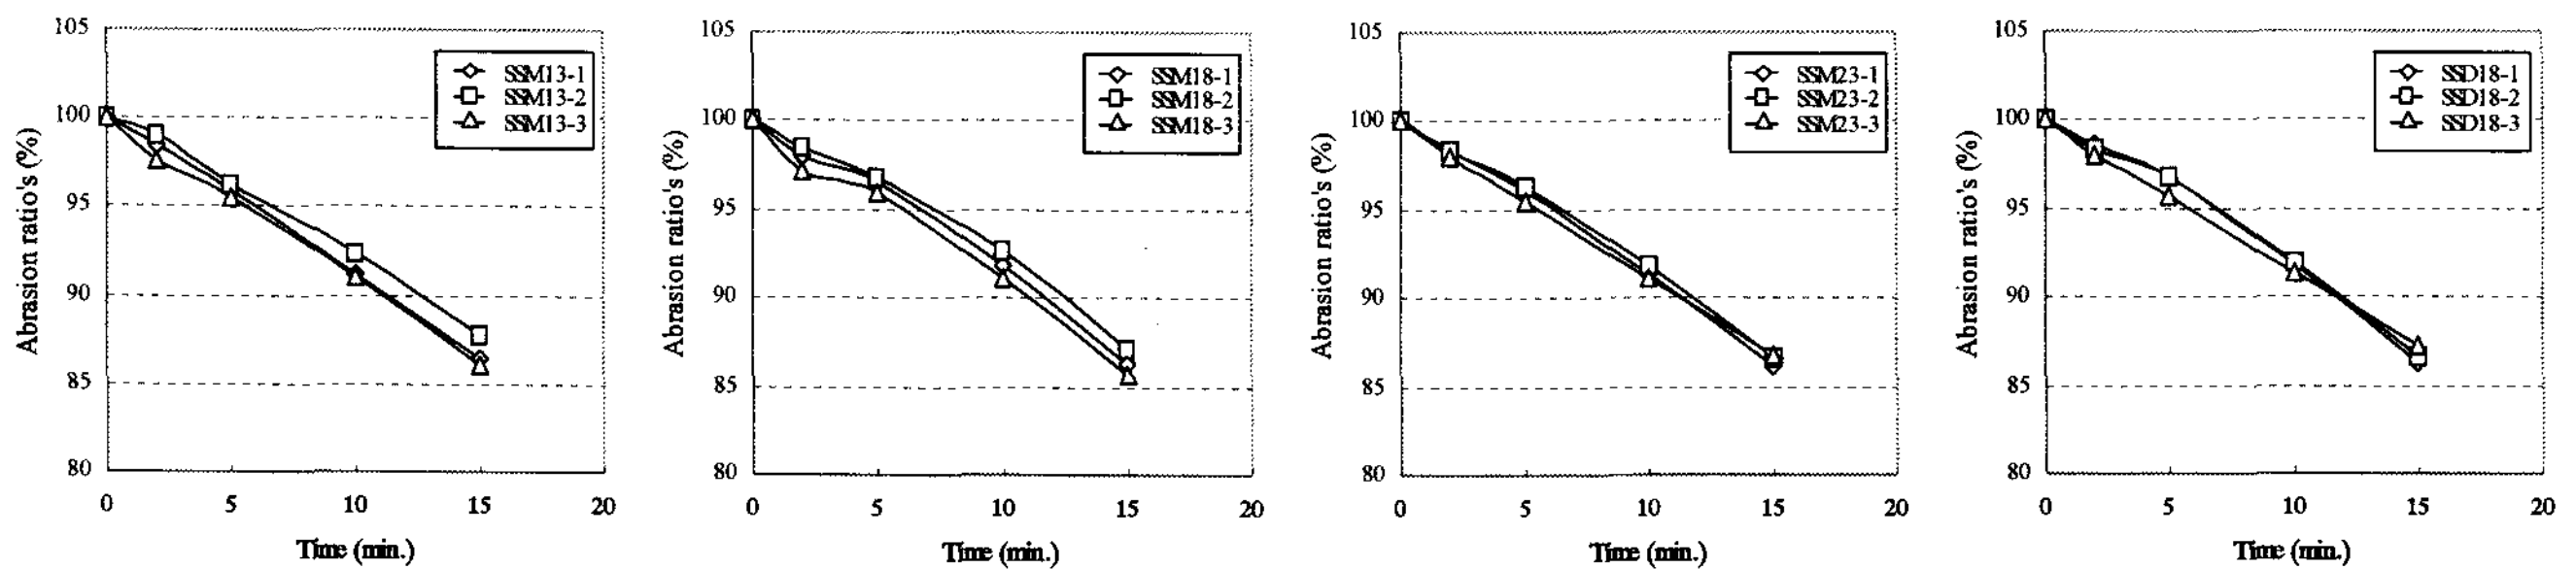 105
100
95
90
85
80
0 5 10 15 20
Abrasion ratio's (%)
Time (min.)
SSM13-1
SSM13-2
SSM13-3
105
100
95
90
85
80
0 5 10 15 20
Abrasion ratio's (%)
Time (min.)
SSM18-1
SSM18-2
SSM18-3
105
100
95
90
85
80
0 5 10 15 20
Abrasion ratio's (%)
Time (min.)
SSM23-1
SSM23-2
SSM23-3
105
100
95
90
85
80
0 5 10 15 20
Abrasion ratio's (%)
Time (min.)
SSD18-1
SSD18-2
SSD18-3